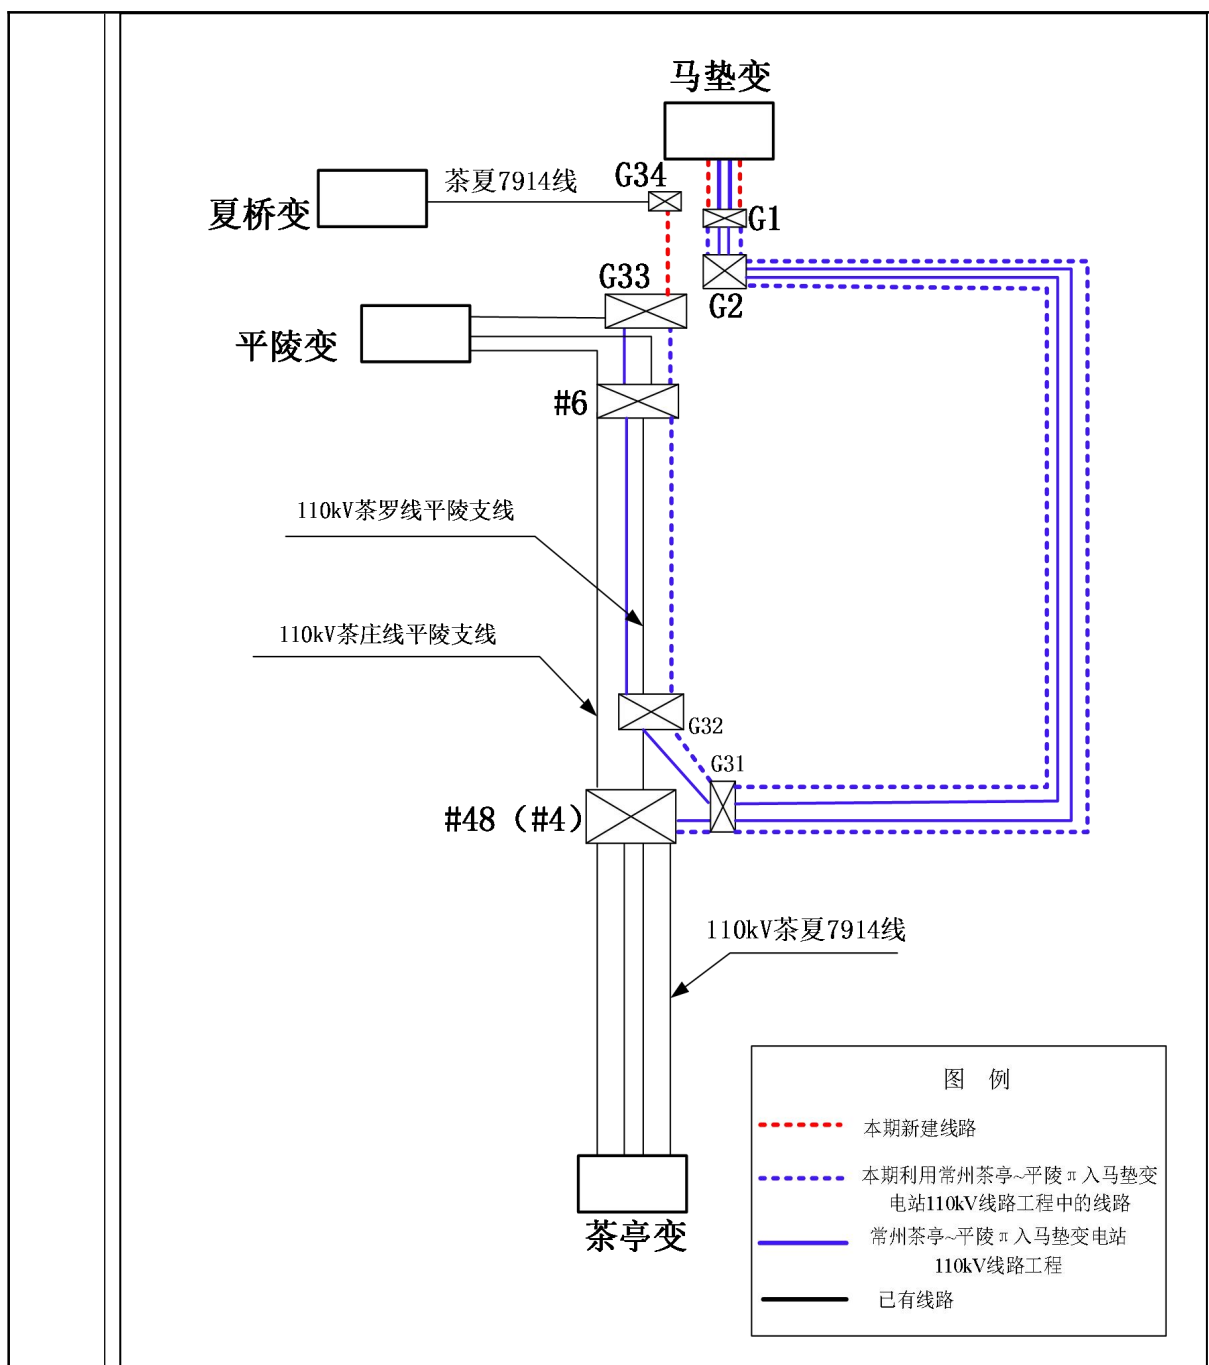 马垫变
G34
茶夏7914线
夏桥变
G1
G33
G2
平陵变
#6
110kV茶罗线平陵支线
110kV茶庄线平陵支线
G32
G31
#48（#4）
110kV茶夏7914线
图 例
本期新建线路
本期利用常州茶亭~平陵π入马垫变
电站110kV线路工程中的线路
常州茶亭~平陵π入马垫变电站
110kV线路工程
已有线路
茶亭变